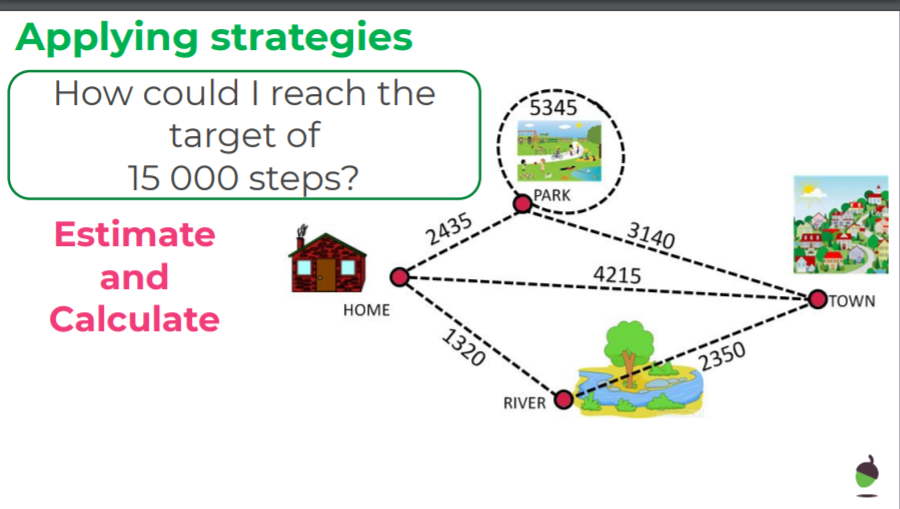 Applying strategies
How could I reach the
target of
15 000 steps?
Estimate
and
Calculate
5345
PARK
2435
3140
4215
HOME
TOWN
1320
2350
RIVER